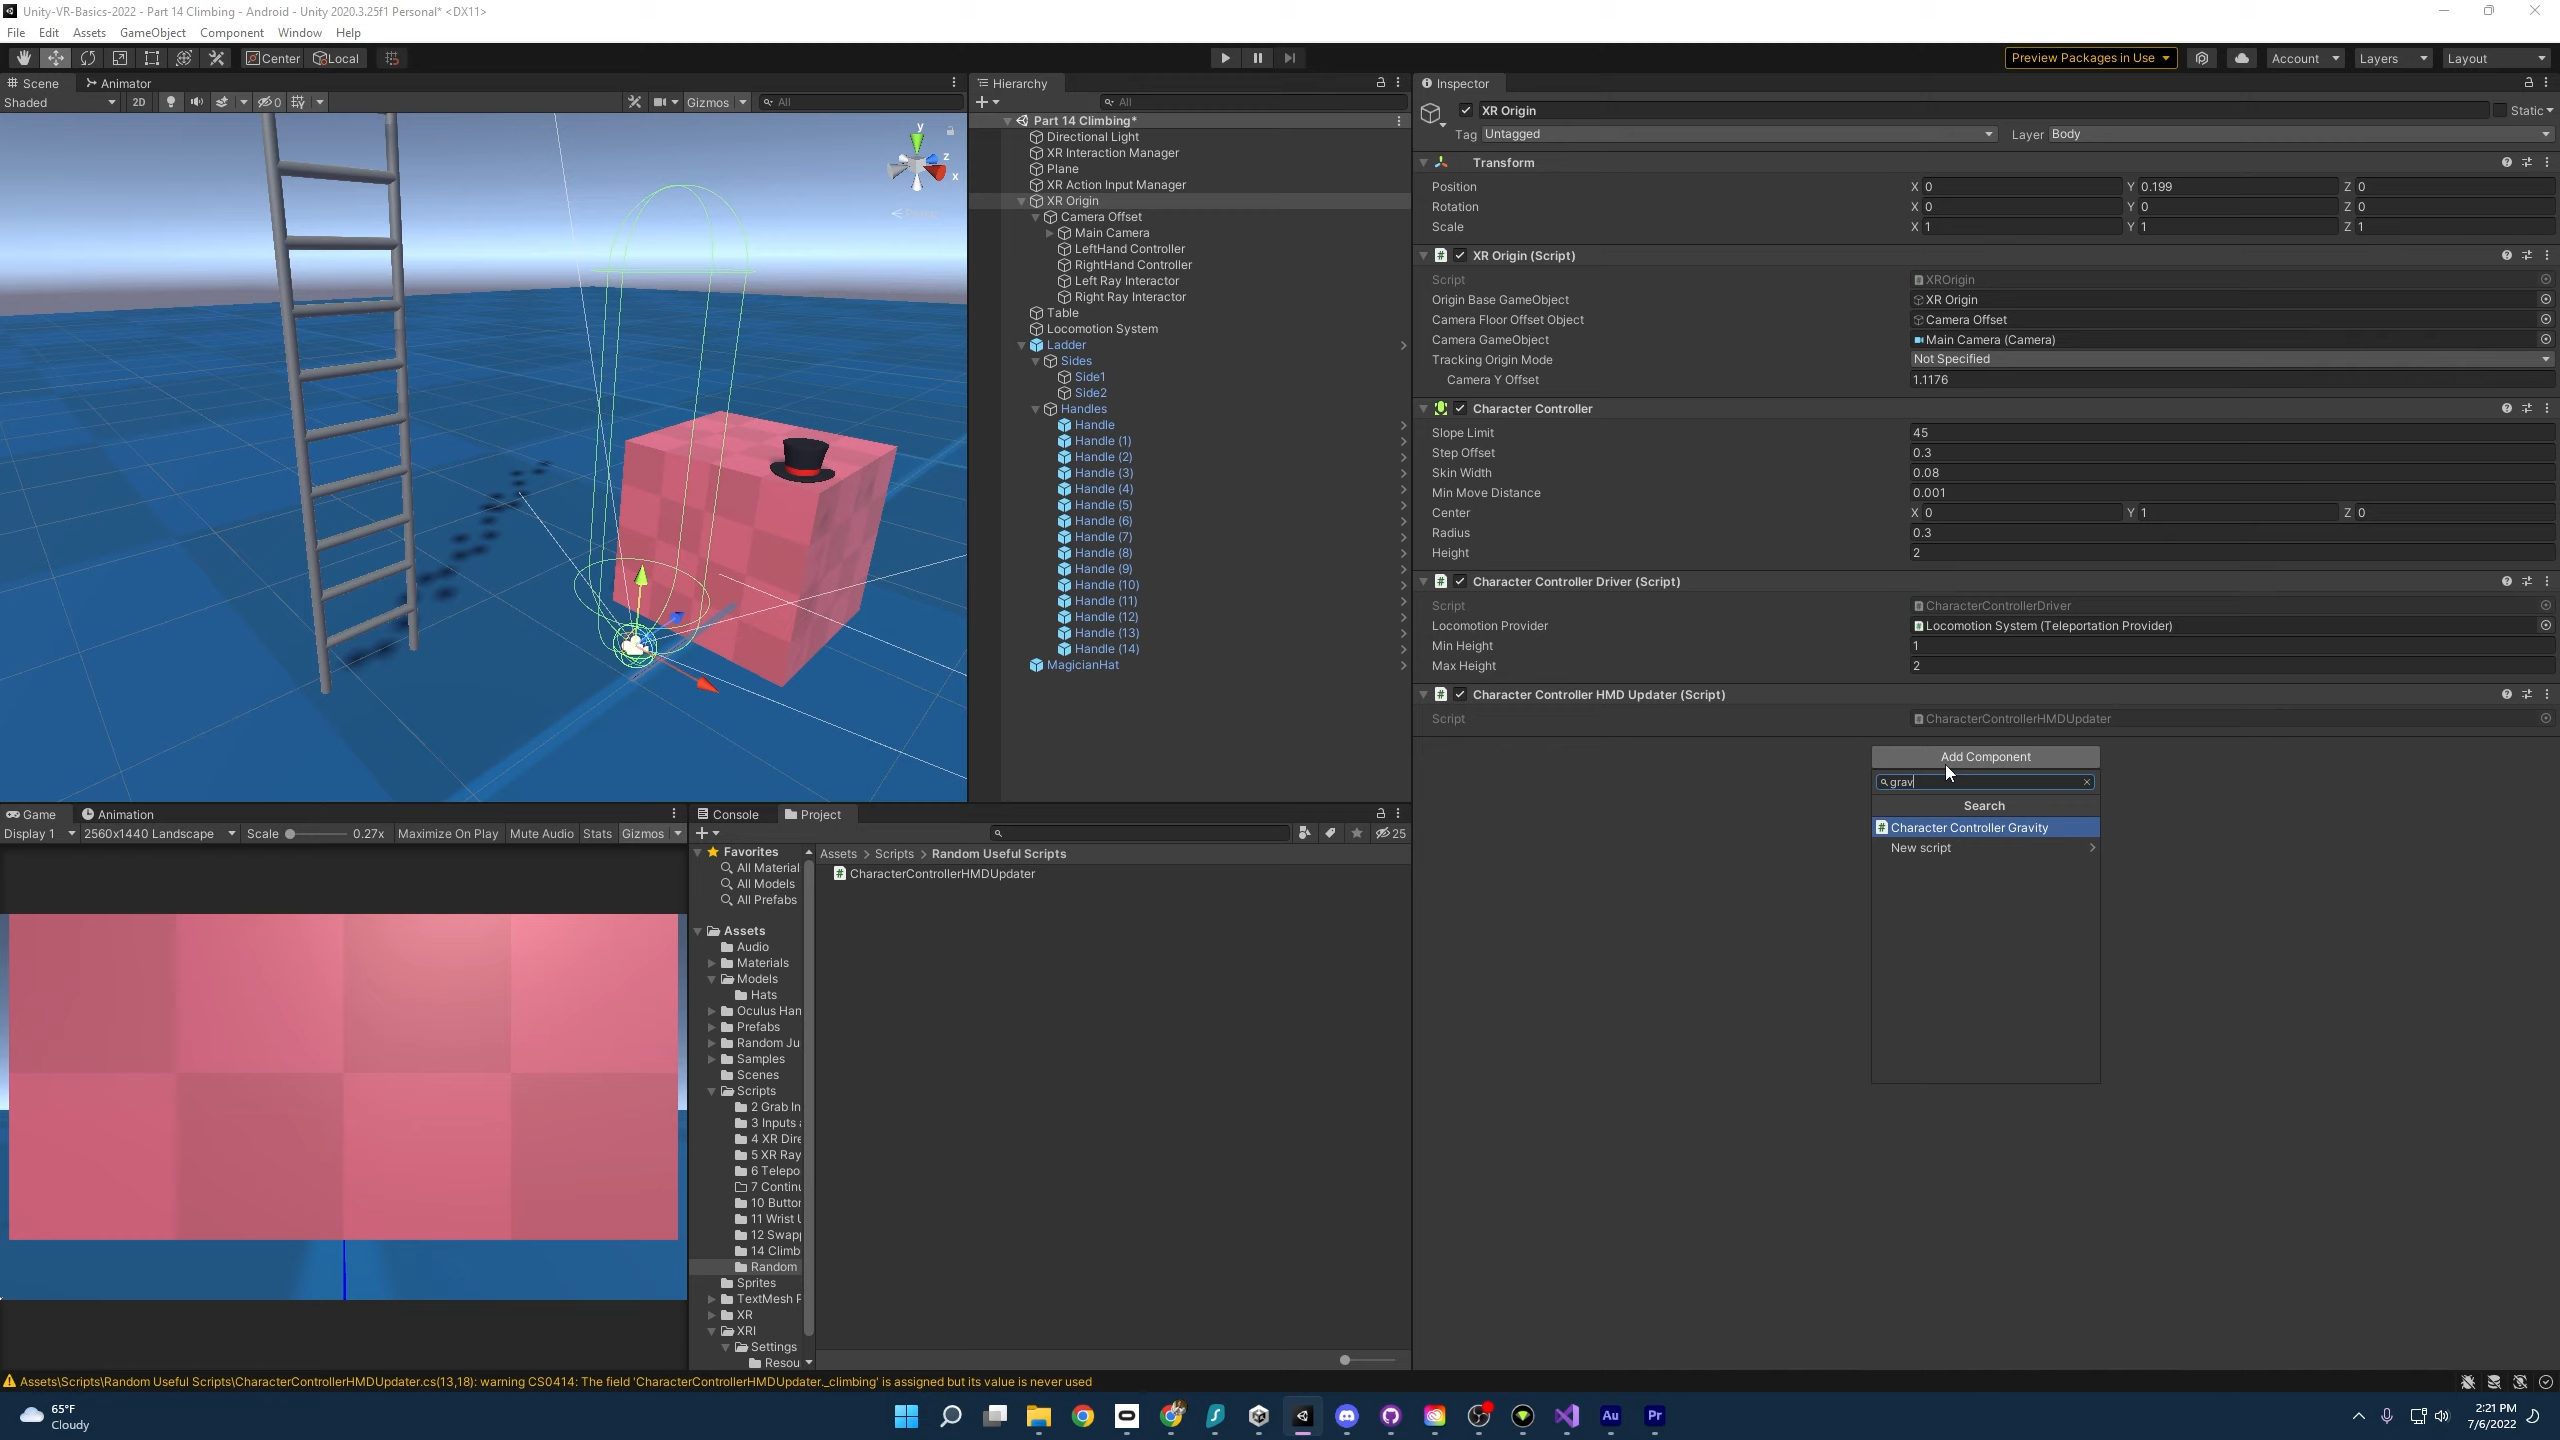 Unity-VR-Basics-2022 - Part 14 Climbing - Android - Unity 2020.3.25f1 Personal* <DX11>
File Edit Assets GameObject Component Window Help
Center Local
Preview Packages in Use Account Layers Layout
Scene Animator
Shaded 2D 0 Gizmos All
y
z
x
Hierarchy
All
Part 14 Climbing*
Directional Light
XR Interaction Manager
Plane
XR Action Input Manager
XR Origin
Camera Offset
Main Camera
LeftHand Controller
RightHand Controller
Left Ray Interactor
Right Ray Interactor
Table
Locomotion System
Ladder
Sides
Side1
Side2
Handles
Handle
Handle (1)
Handle (2)
Handle (3)
Handle (4)
Handle (5)
Handle (6)
Handle (7)
Handle (8)
Handle (9)
Handle (10)
Handle (11)
Handle (12)
Handle (13)
Handle (14)
MagicianHat
Inspector
XR Origin Static
Tag Untagged Layer Body
Transform
Position X 0 Y 0.199 Z 0
Rotation X 0 Y 0 Z 0
Scale X 1 Y 1 Z 1
XR Origin (Script)
Script XROrigin
Origin Base GameObject XR Origin
Camera Floor Offset Object Camera Offset
Camera GameObject Main Camera (Camera)
Tracking Origin Mode Not Specified
Camera Y Offset 1.1176
Character Controller
Slope Limit 45
Step Offset 0.3
Skin Width 0.08
Min Move Distance 0.001
Center X 0 Y 1 Z 0
Radius 0.3
Height 2
Character Controller Driver (Script)
Script CharacterControllerDriver
Locomotion Provider Locomotion System (Teleportation Provider)
Min Height 1
Max Height 2
Character Controller HMD Updater (Script)
Script CharacterControllerHMDUpdater
Add Component
grav
Search
Character Controller Gravity
New script
Game Animation
Display 1 2560x1440 Landscape Scale 0.27x Maximize On Play Mute Audio Stats Gizmos
Console Project
25
Favorites
All Material
All Models
All Prefabs
Assets
Audio
Materials
Models
Hats
Oculus Han
Prefabs
Random Ju
Samples
Scenes
Scripts
2 Grab In
3 Inputs
4 XR Dire
5 XR Ray
6 Telepo
7 Continu
10 Button
11 Wrist
12 Swapp
14 Climb
Random
Sprites
TextMesh P
XR
XRI
Settings
Resou
Assets > Scripts > Random Useful Scripts
CharacterControllerHMDUpdater
Assets\Scripts\Random Useful Scripts\CharacterControllerHMDUpdater.cs(13,18): warning CS0414: The field 'CharacterControllerHMDUpdater._climbing' is assigned but its value is never used
65°F
Cloudy
Au Pr
2:21 PM
7/6/2022